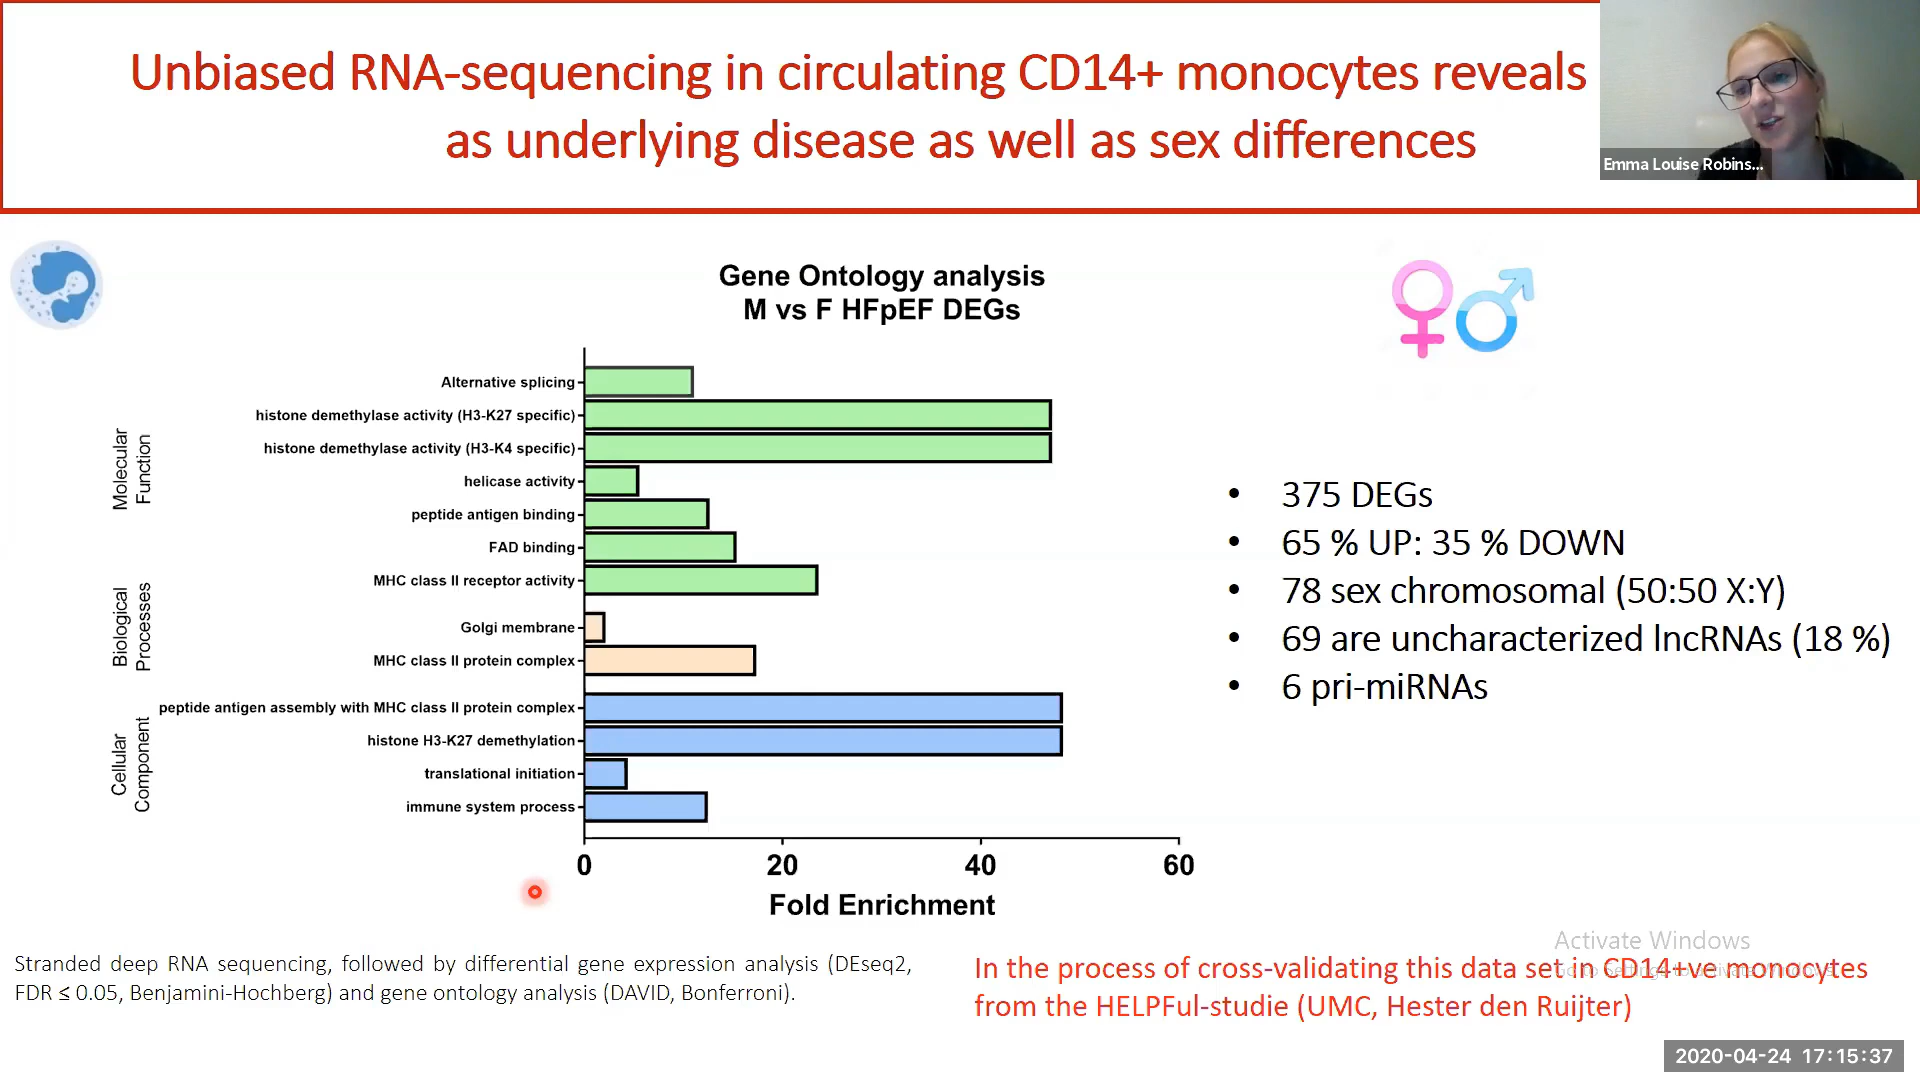 Unbiased RNA-sequencing in circulating CD14+ monocytes reveals
as underlying disease as well as sex differences
Emma Louise Robins...
Gene Ontology analysis
M vs F HFpEF DEGs
Molecular
Function
Alternative splicing
histone demethylase activity (H3-K27 specific)
histone demethylase activity (H3-K4 specific)
helicase activity
peptide antigen binding
FAD binding
MHC class II receptor activity
Biological
Processes
Golgi membrane
MHC class II protein complex
Cellular
Component
peptide antigen assembly with MHC class II protein complex
histone H3-K27 demethylation
translational initiation
immune system process
0 20 40 60
Fold Enrichment
• 375 DEGs
• 65 % UP: 35 % DOWN
• 78 sex chromosomal (50:50 X:Y)
• 69 are uncharacterized lncRNAs (18 %)
• 6 pri-miRNAs
Stranded deep RNA sequencing, followed by differential gene expression analysis (DEseq2,
FDR ≤ 0.05, Benjamini-Hochberg) and gene ontology analysis (DAVID, Bonferroni).
Activate Windows
In the process of cross-validating this data set in CD14+ve monocytes
from the HELPFul-studie (UMC, Hester den Ruijter)
2020-04-24 17:15:37